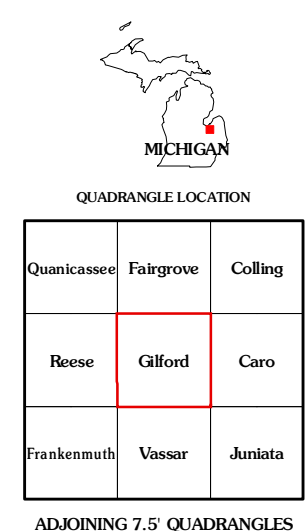 MICHIGAN
QUADRANGLE LOCATION
Quanicassee Fairgrove Colling
Reese Gilford Caro
Frankenmuth Vassar Juniata
ADJOINING 7.5' QUADRANGLES